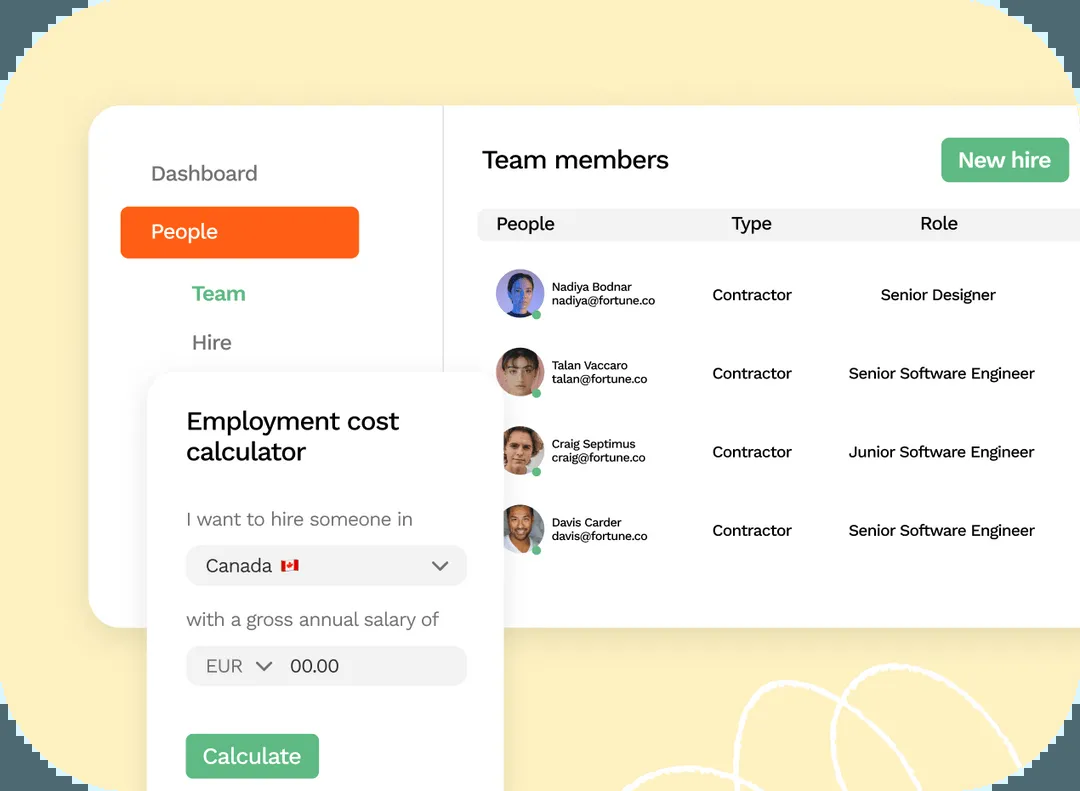 Dashboard
People
Team
Hire
Team members
New hire
People Type Role
Nadiya Bodnar
nadiya@fortune.co
Contractor
Senior Designer
Talan Vaccaro
talan@fortune.co
Contractor
Senior Software Engineer
Craig Septimus
craig@fortune.co
Contractor
Junior Software Engineer
Davis Carder
davis@fortune.co
Contractor
Senior Software Engineer
Employment cost
calculator
I want to hire someone in
Canada 🇨🇦
with a gross annual salary of
EUR 00.00
Calculate